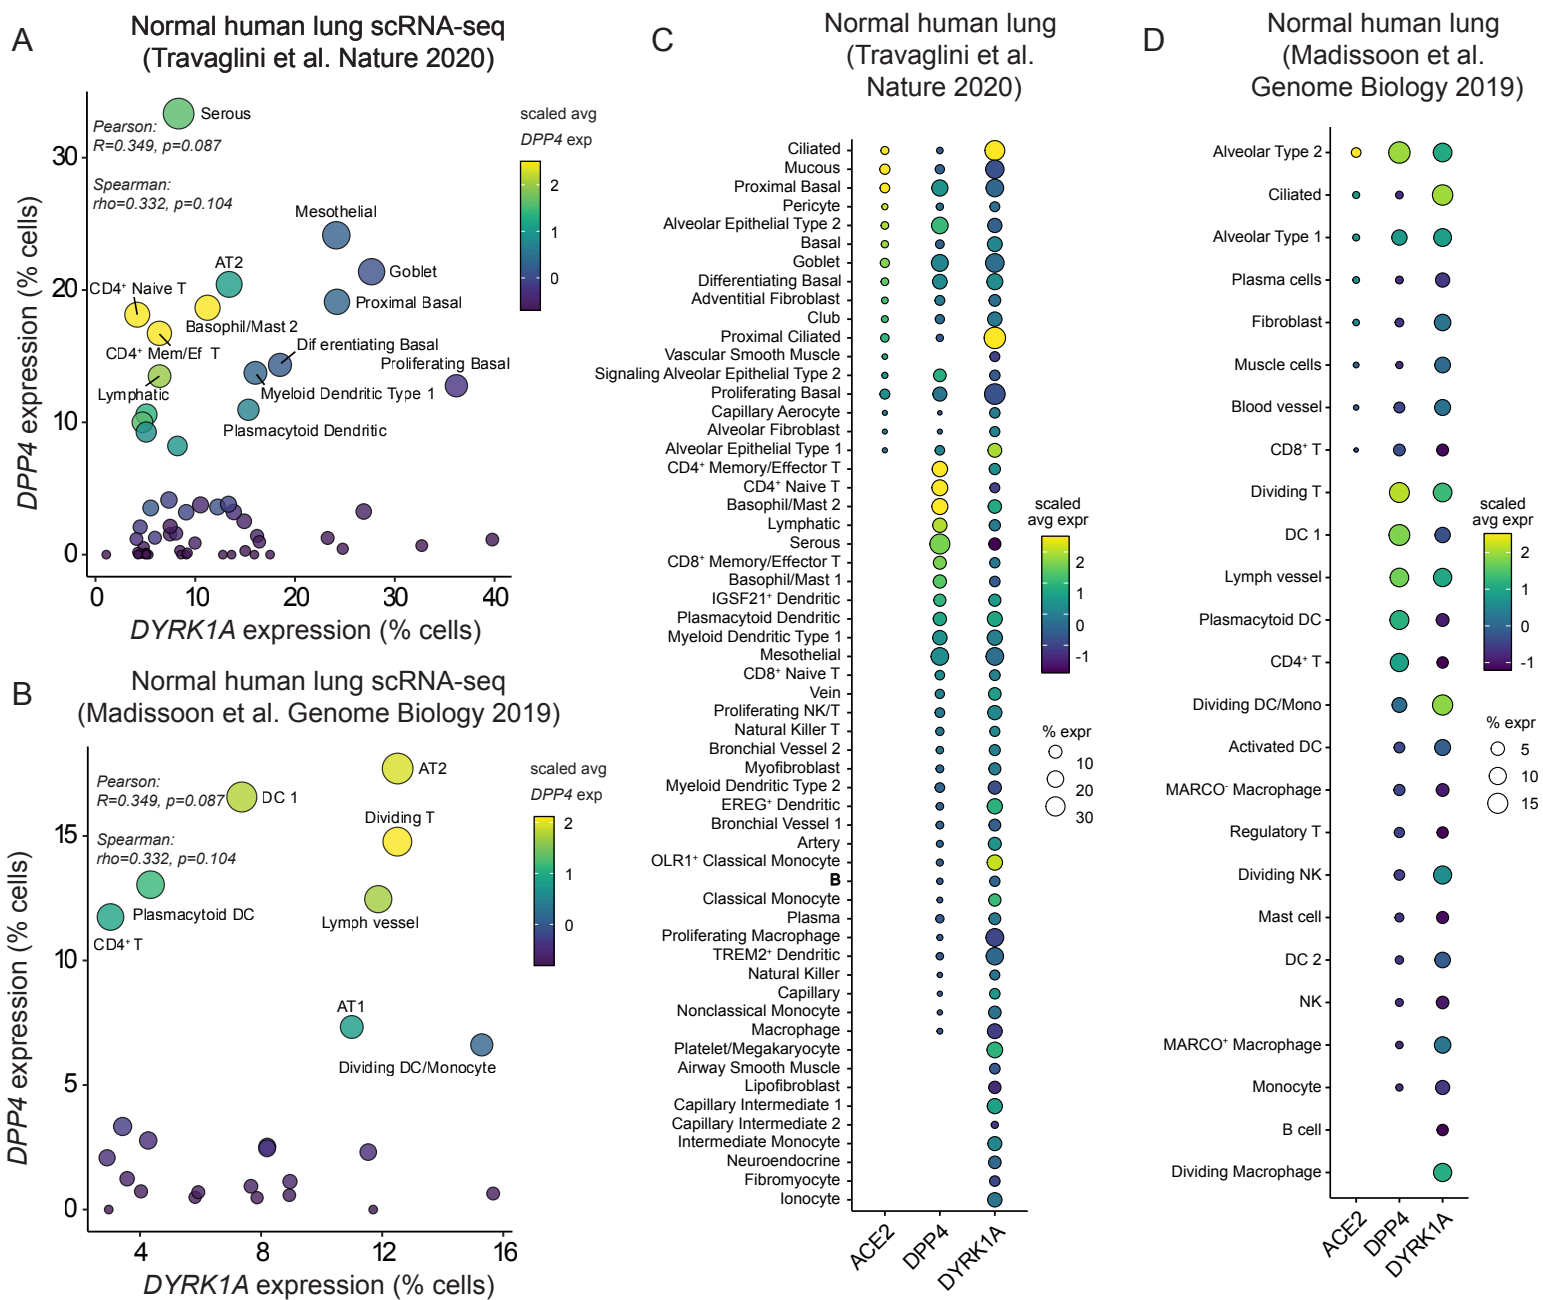 A
Normal human lung scRNA-seq
(Travaglini et al. Nature 2020)
Pearson:
R=0.349, p=0.087
Spearman:
rho=0.332, p=0.104
Serous
Mesothelial
Goblet
AT2
Proximal Basal
CD4⁺ Naive T
Basophil/Mast 2
CD4⁺ Mem/Ef T
Dif erentiating Basal
Proliferating Basal
Lymphatic
Myeloid Dendritic Type 1
Plasmacytoid Dendritic
scaled avg
DPP4 exp
2
1
0
30
20
10
0
DPP4 expression (% cells)
0 10 20 30 40
DYRK1A expression (% cells)
B
Normal human lung scRNA-seq
(Madissoon et al. Genome Biology 2019)
Pearson:
R=0.349, p=0.087
Spearman:
rho=0.332, p=0.104
AT2
DC 1
Dividing T
Plasmacytoid DC
CD4⁺ T
Lymph vessel
AT1
Dividing DC/Monocyte
scaled avg
DPP4 exp
2
1
0
15
10
5
0
DPP4 expression (% cells)
4 8 12 16
DYRK1A expression (% cells)
C
Normal human lung
(Travaglini et al.
Nature 2020)
Ciliated
Mucous
Proximal Basal
Pericyte
Alveolar Epithelial Type 2
Basal
Goblet
Differentiating Basal
Adventitial Fibroblast
Club
Proximal Ciliated
Vascular Smooth Muscle
Signaling Alveolar Epithelial Type 2
Proliferating Basal
Capillary Aerocyte
Alveolar Fibroblast
Alveolar Epithelial Type 1
CD4⁺ Memory/Effector T
CD4⁺ Naive T
Basophil/Mast 2
Lymphatic
Serous
CD8⁺ Memory/Effector T
Basophil/Mast 1
IGSF21⁺ Dendritic
Plasmacytoid Dendritic
Myeloid Dendritic Type 1
Mesothelial
CD8⁺ Naive T
Vein
Proliferating NK/T
Natural Killer T
Bronchial Vessel 2
Myofibroblast
Myeloid Dendritic Type 2
EREG⁺ Dendritic
Bronchial Vessel 1
Artery
OLR1⁺ Classical Monocyte
B
Classical Monocyte
Plasma
Proliferating Macrophage
TREM2⁺ Dendritic
Natural Killer
Capillary
Nonclassical Monocyte
Macrophage
Platelet/Megakaryocyte
Airway Smooth Muscle
Lipofibroblast
Capillary Intermediate 1
Capillary Intermediate 2
Intermediate Monocyte
Neuroendocrine
Fibromyocyte
Ionocyte
ACE2 DPP4 DYRK1A
scaled
avg expr
2
1
0
-1
% expr
10
20
30
D
Normal human lung
(Madissoon et al.
Genome Biology 2019)
Alveolar Type 2
Ciliated
Alveolar Type 1
Plasma cells
Fibroblast
Muscle cells
Blood vessel
CD8⁺ T
Dividing T
DC 1
Lymph vessel
Plasmacytoid DC
CD4⁺ T
Dividing DC/Mono
Activated DC
MARCO⁻ Macrophage
Regulatory T
Dividing NK
Mast cell
DC 2
NK
MARCO⁺ Macrophage
Monocyte
B cell
Dividing Macrophage
ACE2 DPP4 DYRK1A
scaled
avg expr
2
1
0
-1
% expr
5
10
15